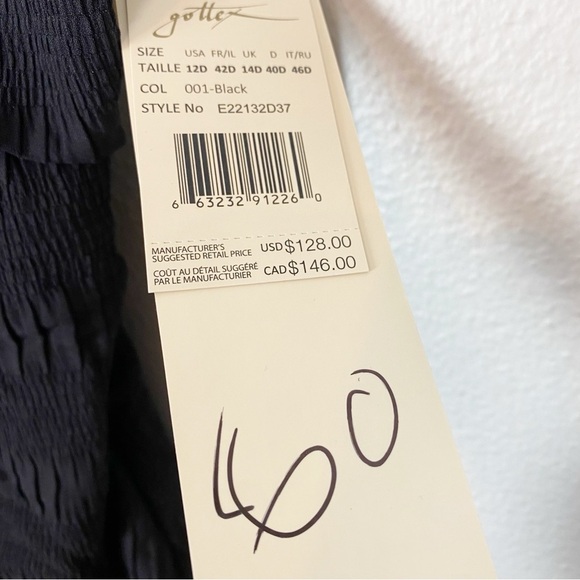 gottex
SIZE USA FR/IL UK D IT/RU
TAILLE 12D 42D 14D 40D 46D
COL 001-Black
STYLE No E22132D37
6 63232 91226 0
MANUFACTURER'S SUGGESTED RETAIL PRICE USD $128.00
COÛT AU DÉTAIL SUGGÉRÉ PAR LE MANUFACTURIER CAD $146.00